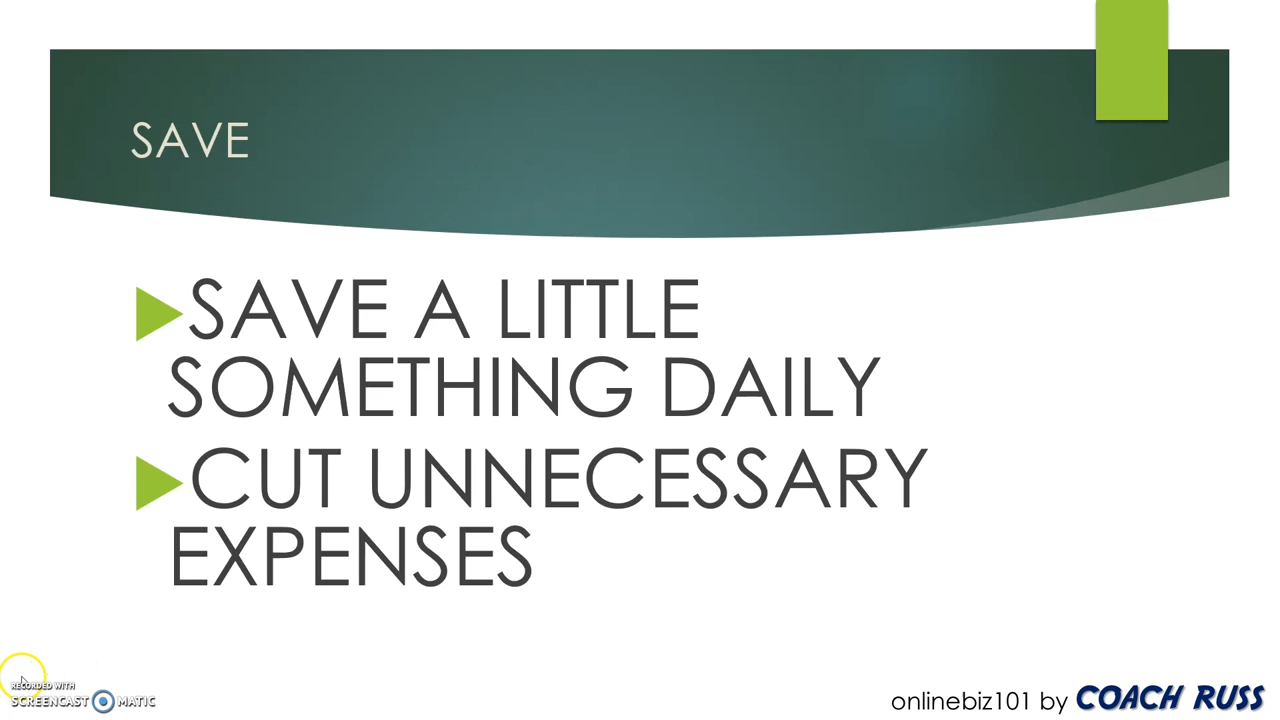 SAVE
SAVE A LITTLE
SOMETHING DAILY
CUT UNNECESSARY
EXPENSES
RECORDED WITH
SCREENCAST MATIC
onlinebiz101 by COACH RUSS